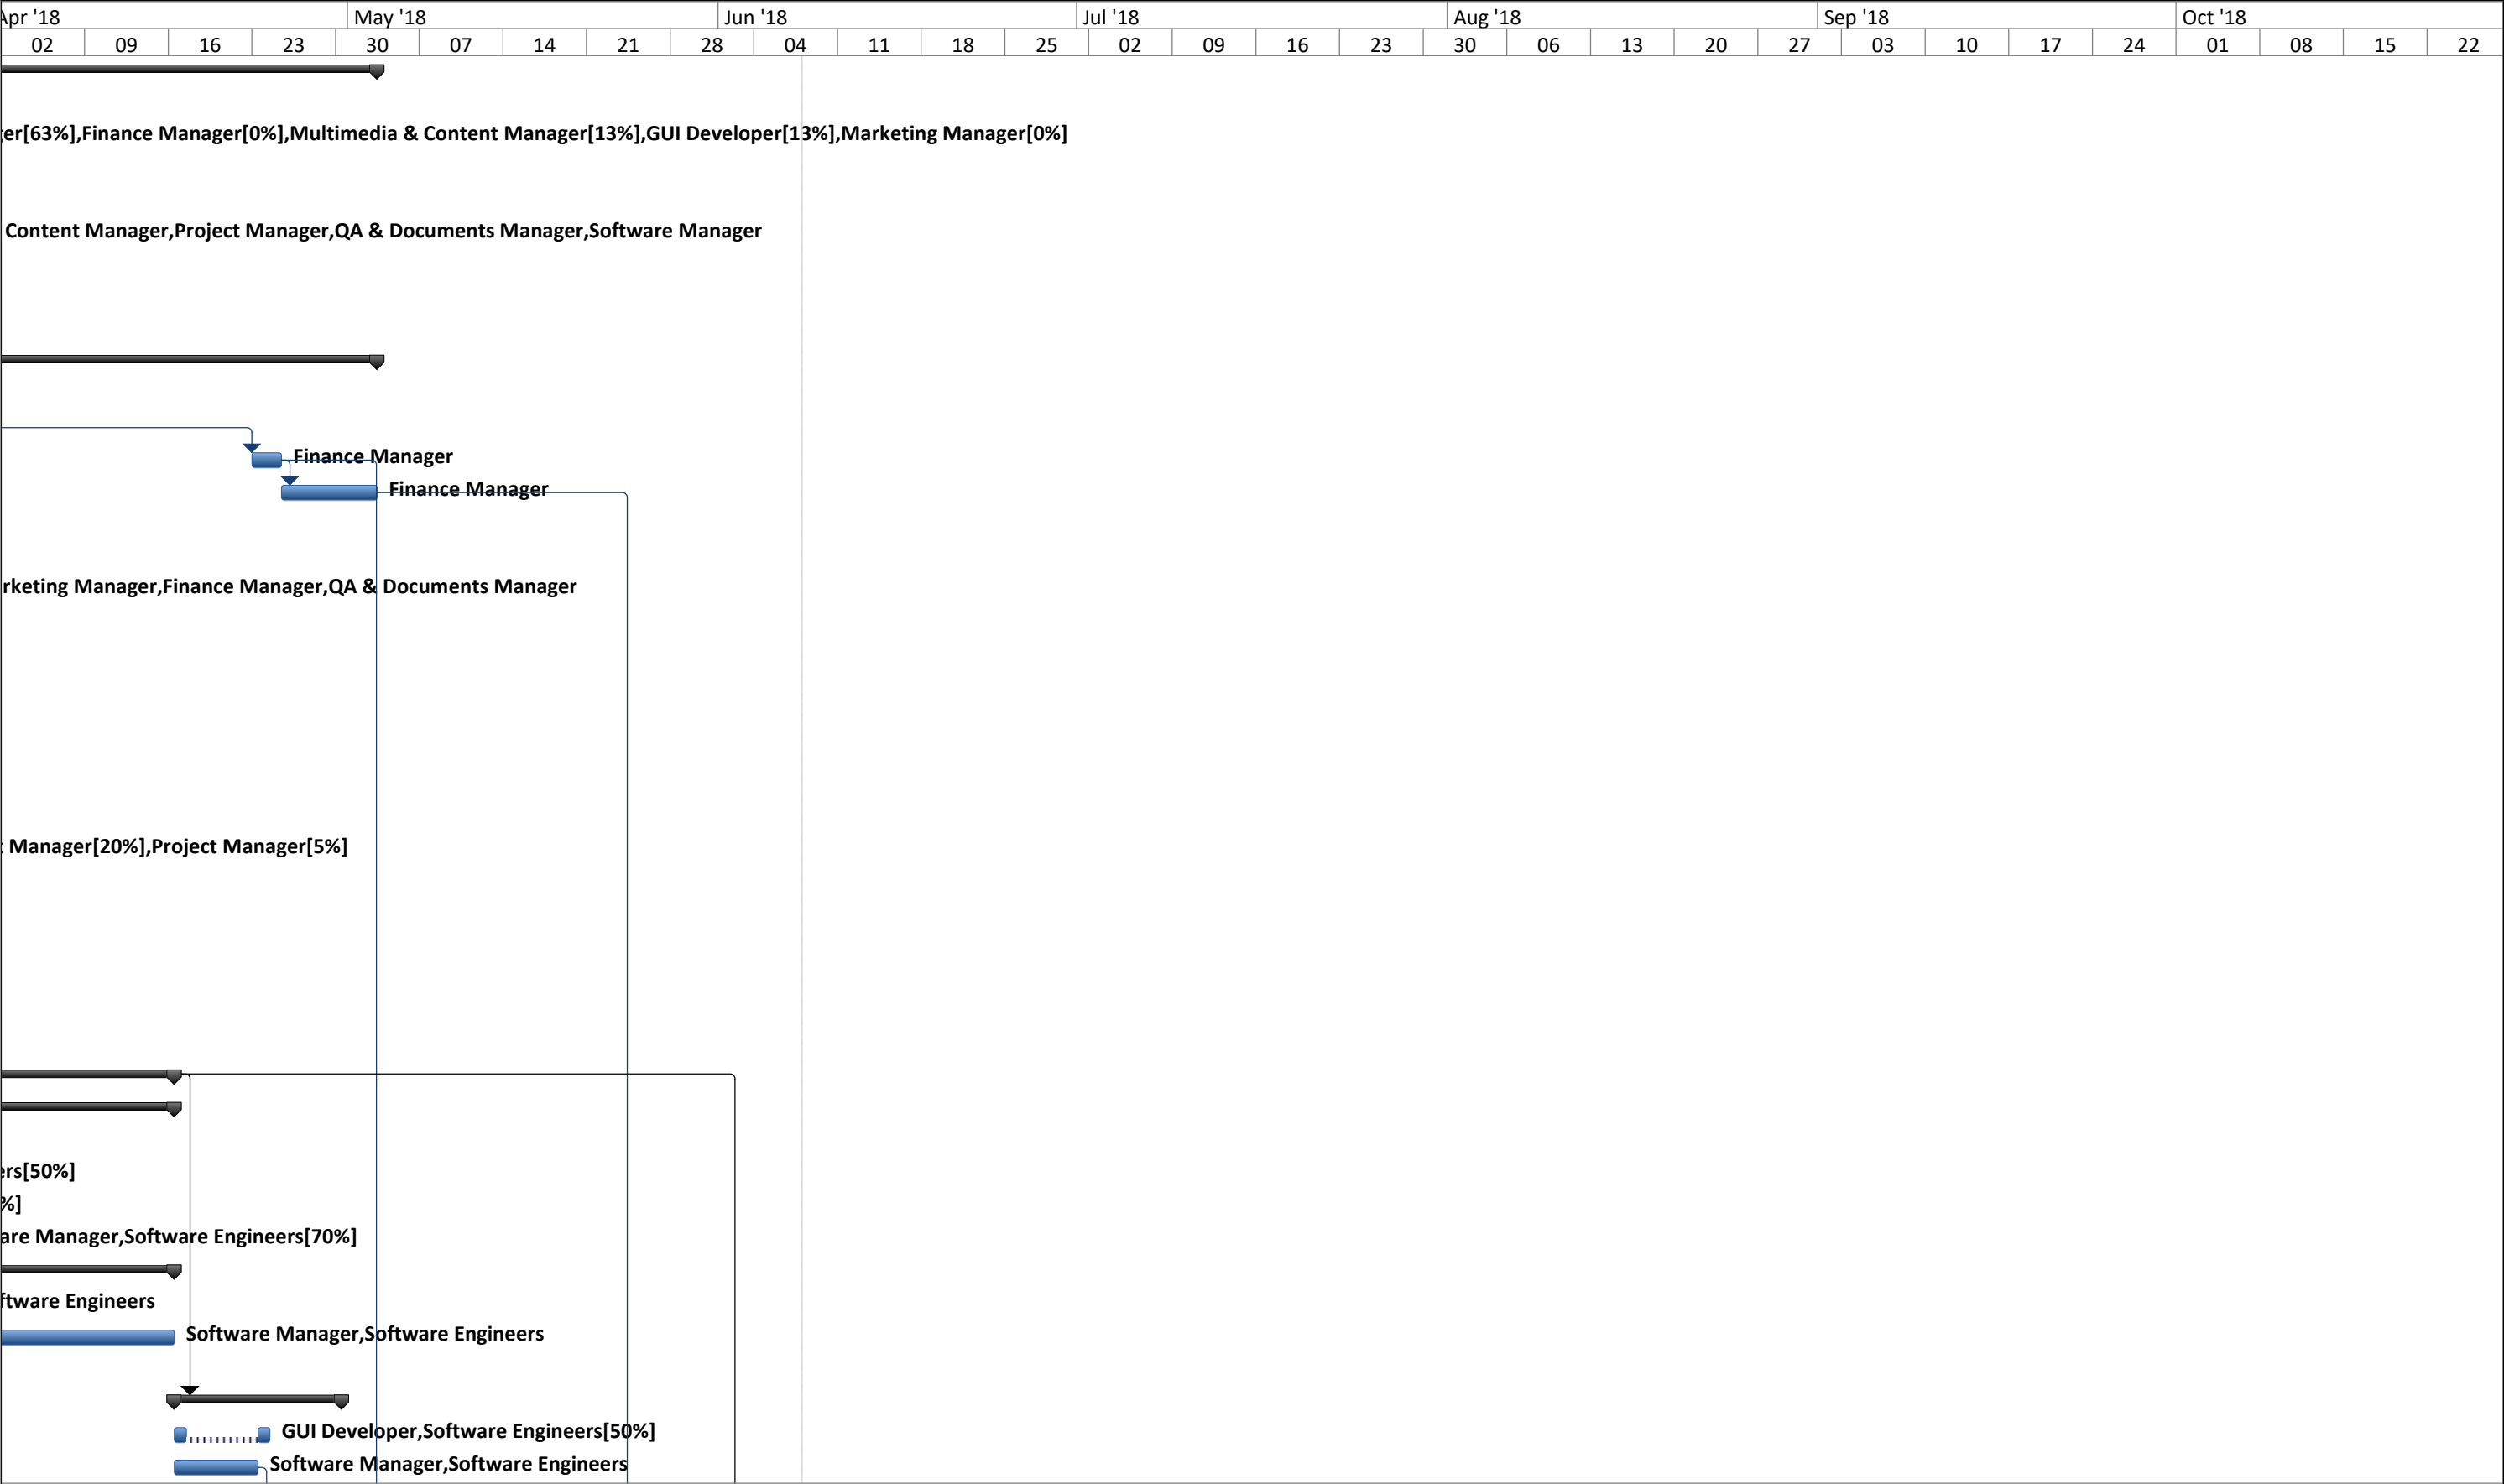 Apr '18 May '18 Jun '18 Jul '18 Aug '18 Sep '18 Oct '18
02 09 16 23 30 07 14 21 28 04 11 18 25 02 09 16 23 30 06 13 20 27 03 10 17 24 01 08 15 22
er[63%],Finance Manager[0%],Multimedia & Content Manager[13%],GUI Developer[13%],Marketing Manager[0%]
Content Manager,Project Manager,QA & Documents Manager,Software Manager
Finance Manager
Finance Manager
rketing Manager,Finance Manager,QA & Documents Manager
Manager[20%],Project Manager[5%]
ers[50%]
%]
are Manager,Software Engineers[70%]
ftware Engineers
Software Manager,Software Engineers
GUI Developer,Software Engineers[50%]
Software Manager,Software Engineers